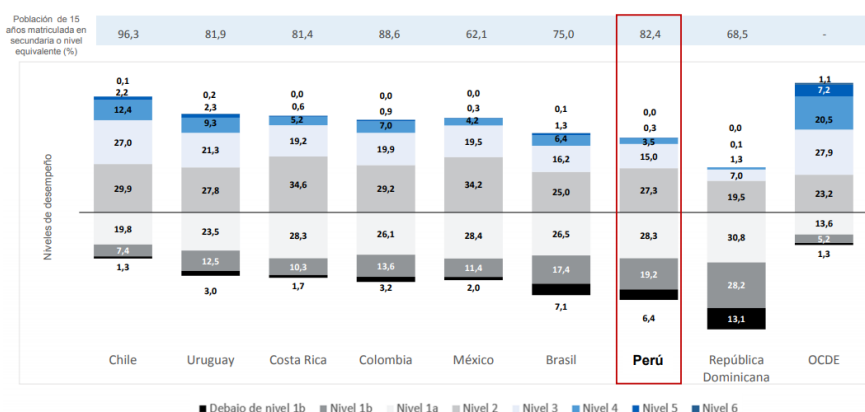 Población de 15
años matriculada en
secundaria o nivel
equivalente (%)
96,3 81,9 81,4 88,6 62,1 75,0 82,4 68,5 -
Niveles de desempeño
0,1 0,2 0,0 0,0 0,0 0,1 0,0 0,0 1,1
2,2 2,3 0,6 0,9 0,3 1,3 0,3 0,1 7,2
12,4 9,3 5,2 7,0 4,2 6,4 3,5 1,3 20,5
27,0 21,3 19,2 19,9 19,5 16,2 15,0 7,0 27,9
29,9 27,8 34,6 29,2 34,2 25,0 27,3 19,5 23,2
19,8 23,5 28,3 26,1 28,4 26,5 28,3 30,8 13,6
7,4 12,5 10,3 13,6 11,4 17,4 19,2 28,2 5,2
1,3 3,0 1,7 3,2 2,0 7,1 6,4 13,1 1,3
Chile Uruguay Costa Rica Colombia México Brasil Perú República OCDE
Dominicana
Debajo de nivel 1b Nivel 1b Nivel 1a Nivel 2 Nivel 3 Nivel 4 Nivel 5 Nivel 6